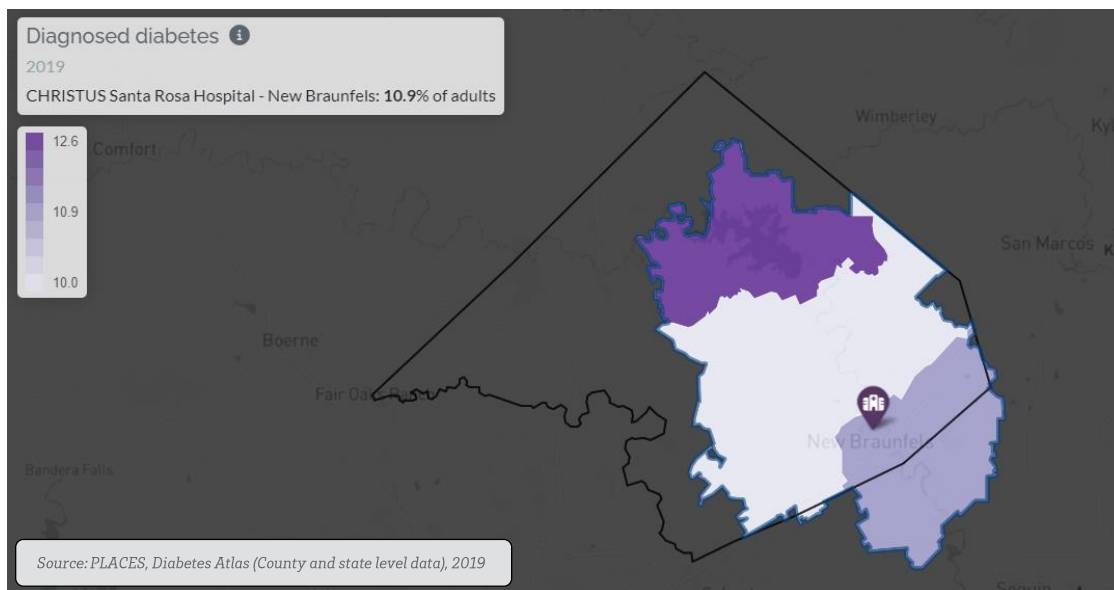 Diagnosed diabetes
2019
CHRISTUS Santa Rosa Hospital - New Braunfels: 10.9% of adults
12.6
10.9
10.0
Comfort
Wimberley
San Marcos
Boerne
Fair Oaks
New Braunfels
Bandera Falls
Seguin
Source: PLACES, Diabetes Atlas (County and state level data), 2019